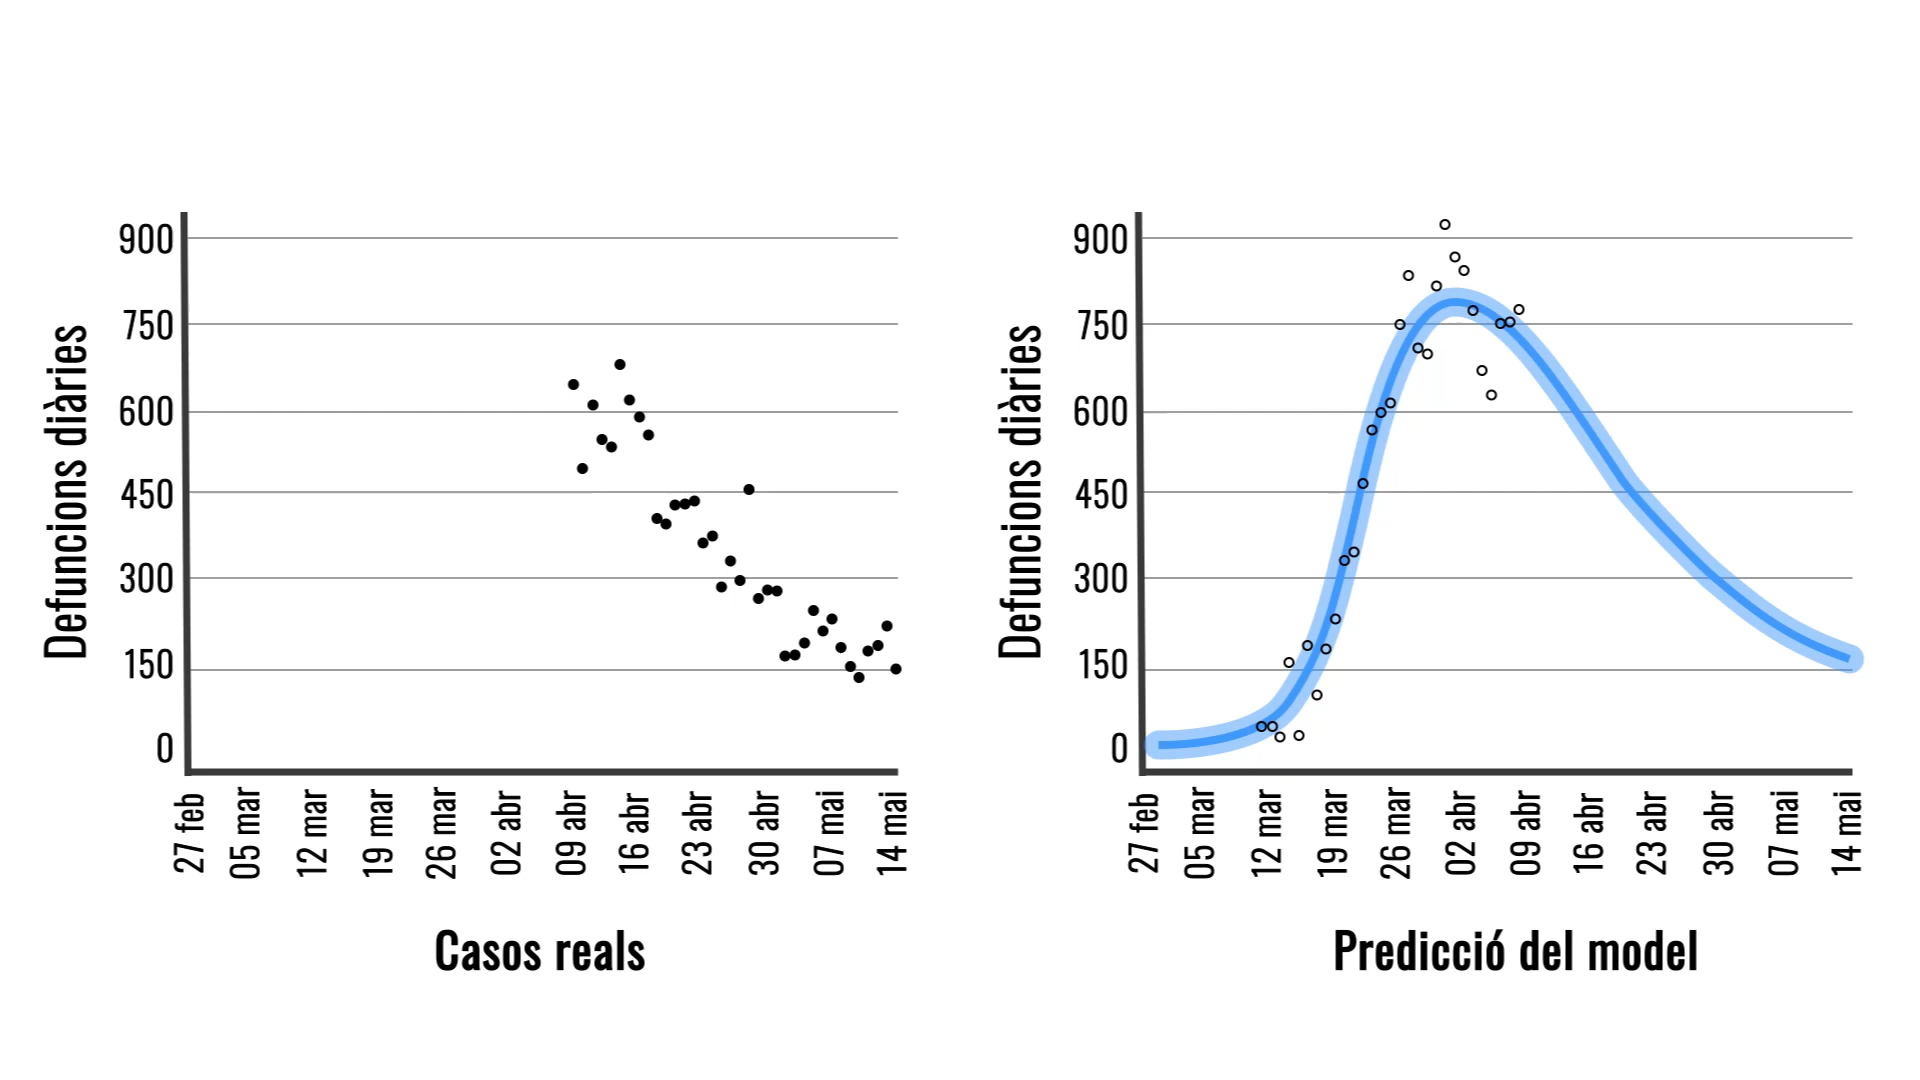 Defuncions diàries
900
750
600
450
300
150
0
27 feb
05 mar
12 mar
19 mar
26 mar
02 abr
09 abr
16 abr
23 abr
30 abr
07 mai
14 mai
Casos reals
Defuncions diàries
900
750
600
450
300
150
0
27 feb
05 mar
12 mar
19 mar
26 mar
02 abr
09 abr
16 abr
23 abr
30 abr
07 mai
14 mai
Predicció del model